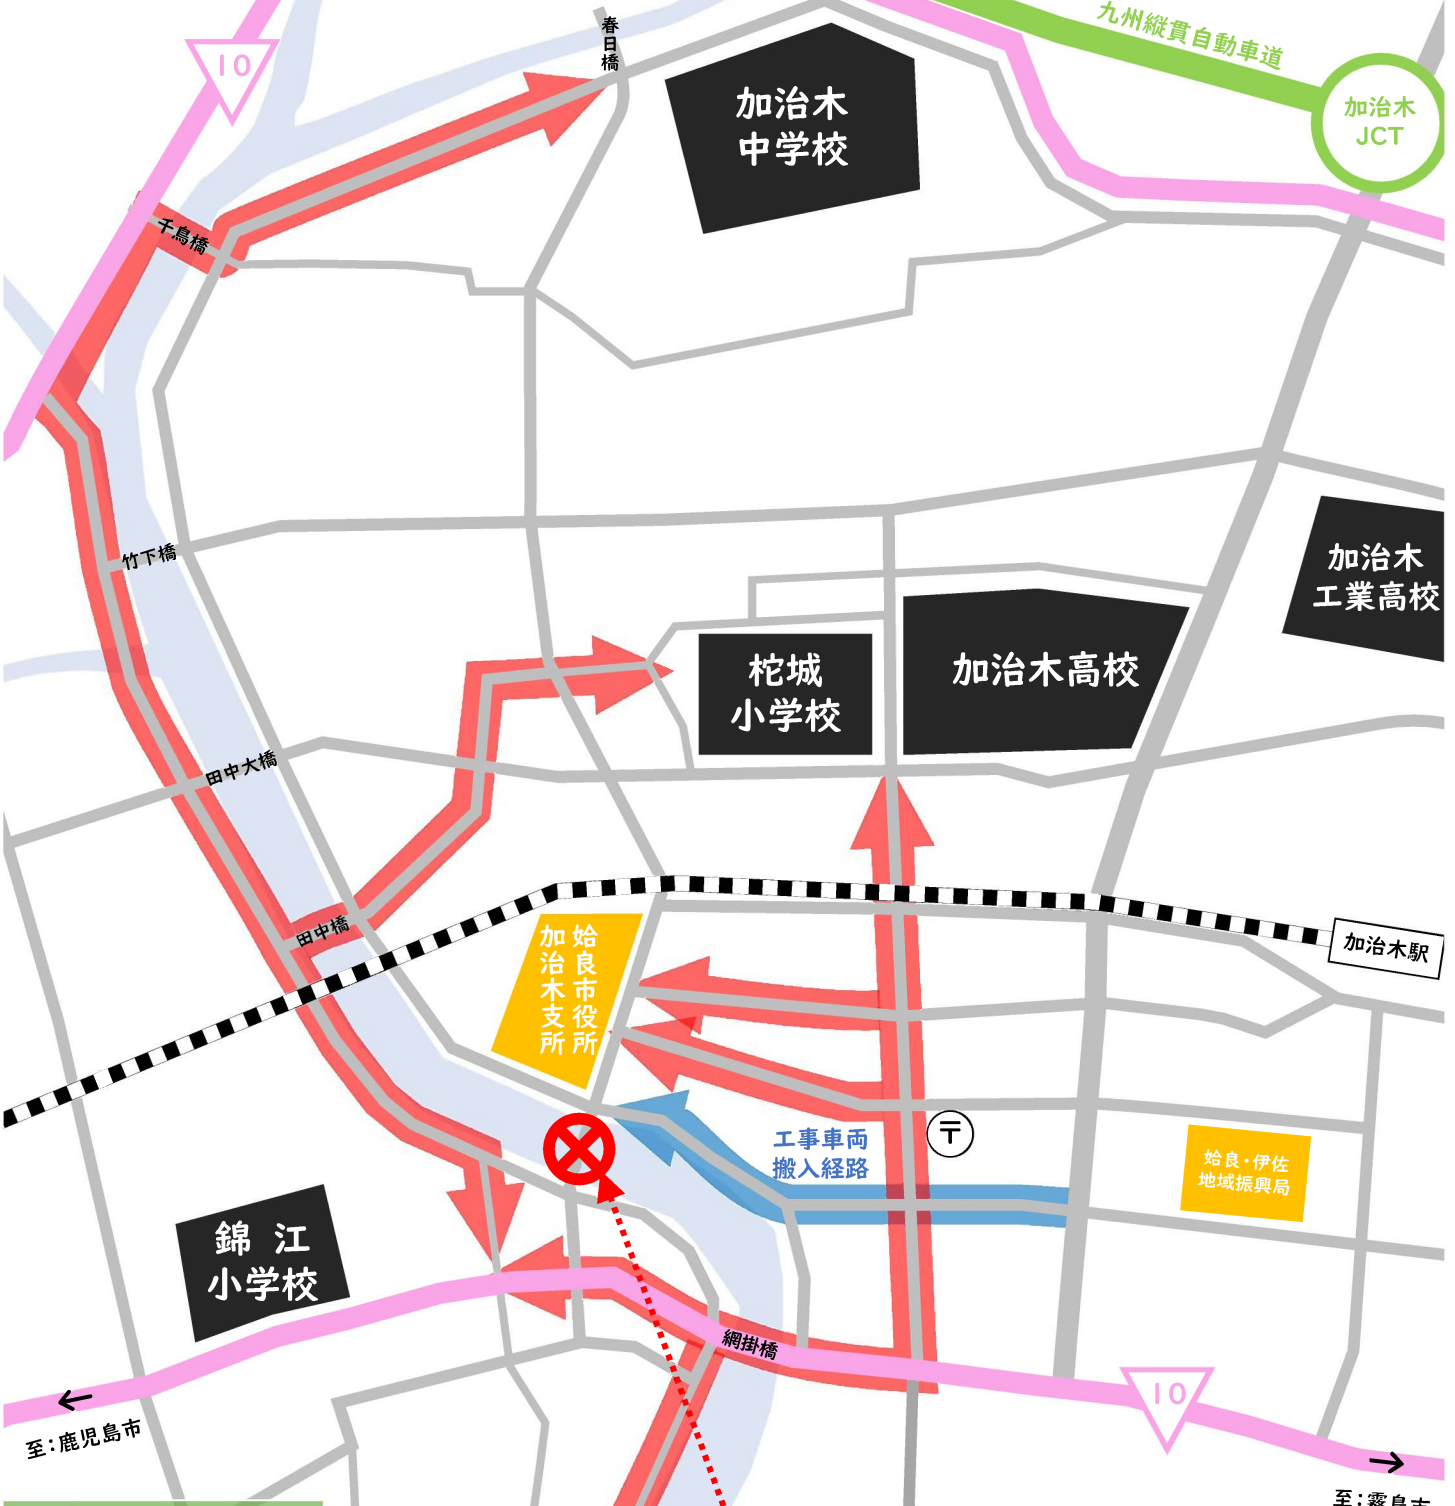 九州縦貫自動車道
春日橋
10
加治木
中学校
加治木
JCT
千鳥橋
竹下橋
加治木
工業高校
柁城
小学校
加治木高校
田中大橋
田中橋
姶良市役所
加治木支所
加治木駅
〒
工事車両
搬入経路
姶良・伊佐
地域振興局
錦 江
小学校
網掛橋
10
←
至:鹿児島市
→
至:霧島市